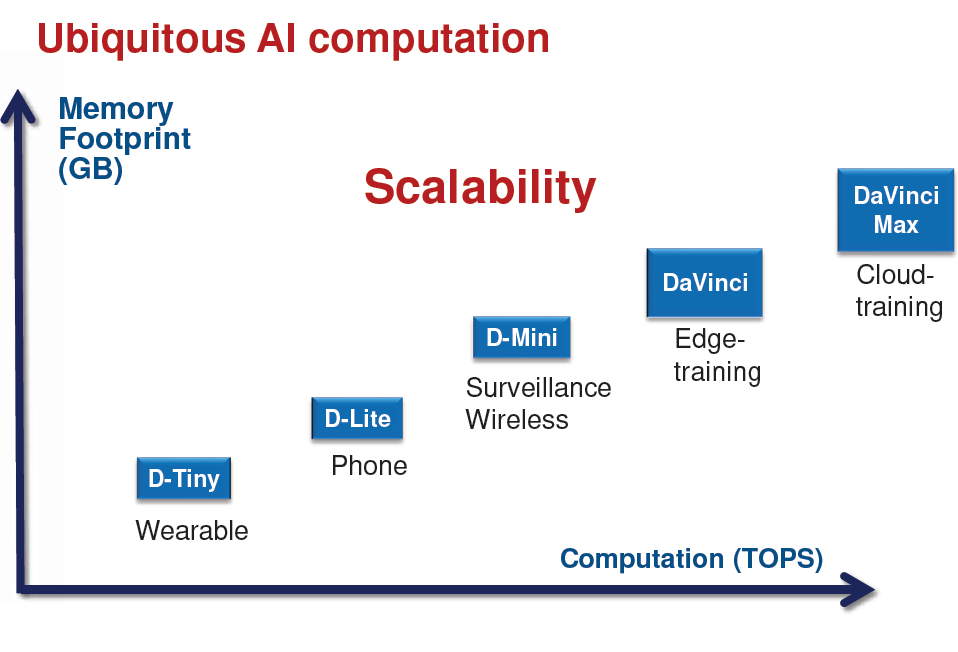 Ubiquitous AI computation
Memory
Footprint
(GB)
Scalability
DaVinci
Max
Cloud-
training
DaVinci
Edge-
training
D-Mini
Surveillance
Wireless
D-Lite
Phone
D-Tiny
Wearable
Computation (TOPS)